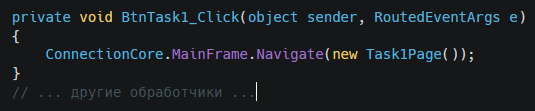 private void BtnTask1_Click(object sender, RoutedEventArgs e)
{
    ConnectionCore.MainFrame.Navigate(new Task1Page());
}
// ... другие обработчики ...